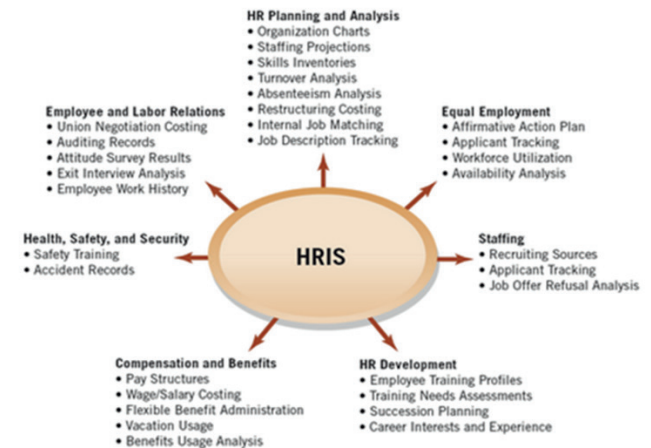 HR Planning and Analysis
• Organization Charts
• Staffing Projections
• Skills Inventories
• Turnover Analysis
• Absenteeism Analysis
• Restructuring Costing
• Internal Job Matching
• Job Description Tracking
Employee and Labor Relations
• Union Negotiation Costing
• Auditing Records
• Attitude Survey Results
• Exit Interview Analysis
• Employee Work History
Equal Employment
• Affirmative Action Plan
• Applicant Tracking
• Workforce Utilization
• Availability Analysis
Health, Safety, and Security
• Safety Training
• Accident Records
HRIS
Staffing
• Recruiting Sources
• Applicant Tracking
• Job Offer Refusal Analysis
Compensation and Benefits
• Pay Structures
• Wage/Salary Costing
• Flexible Benefit Administration
• Vacation Usage
• Benefits Usage Analysis
HR Development
• Employee Training Profiles
• Training Needs Assessments
• Succession Planning
• Career Interests and Experience